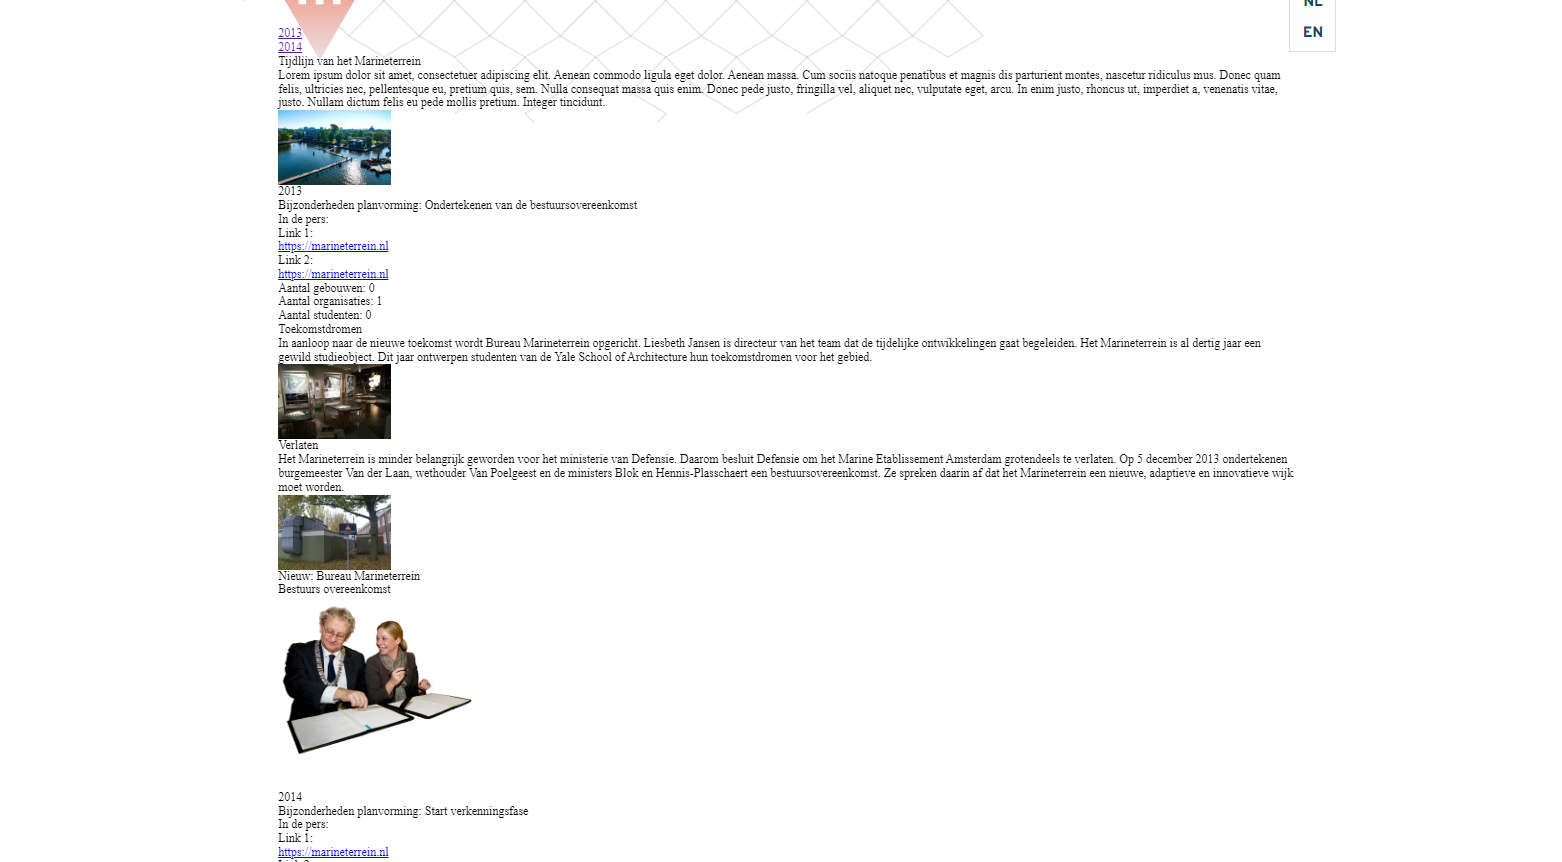 NL
EN
2013
2014
Tijdlijn van het Marineterrein
Lorem ipsum dolor sit amet, consectetuer adipiscing elit. Aenean commodo ligula eget dolor. Aenean massa. Cum sociis natoque penatibus et magnis dis parturient montes, nascetur ridiculus mus. Donec quam
felis, ultricies nec, pellentesque eu, pretium quis, sem. Nulla consequat massa quis enim. Donec pede justo, fringilla vel, aliquet nec, vulputate eget, arcu. In enim justo, rhoncus ut, imperdiet a, venenatis vitae,
justo. Nullam dictum felis eu pede mollis pretium. Integer tincidunt.
2013
Bijzonderheden planvorming: Ondertekenen van de bestuursovereenkomst
In de pers:
Link 1:
https://marineterrein.nl
Link 2:
https://marineterrein.nl
Aantal gebouwen: 0
Aantal organisaties: 1
Aantal studenten: 0
Toekomstdromen
In aanloop naar de nieuwe toekomst wordt Bureau Marineterrein opgericht. Liesbeth Jansen is directeur van het team dat de tijdelijke ontwikkelingen gaat begeleiden. Het Marineterrein is al dertig jaar een
gewild studieobject. Dit jaar ontwerpen studenten van de Yale School of Architecture hun toekomstdromen voor het gebied.
Verlaten
Het Marineterrein is minder belangrijk geworden voor het ministerie van Defensie. Daarom besluit Defensie om het Marine Etablissement Amsterdam grotendeels te verlaten. Op 5 december 2013 ondertekenen
burgemeester Van der Laan, wethouder Van Poelgeest en de ministers Blok en Hennis-Plasschaert een bestuursovereenkomst. Ze spreken daarin af dat het Marineterrein een nieuwe, adaptieve en innovatieve wijk
moet worden.
Nieuw: Bureau Marineterrein
Bestuurs overeenkomst
2014
Bijzonderheden planvorming: Start verkenningsfase
In de pers:
Link 1:
https://marineterrein.nl